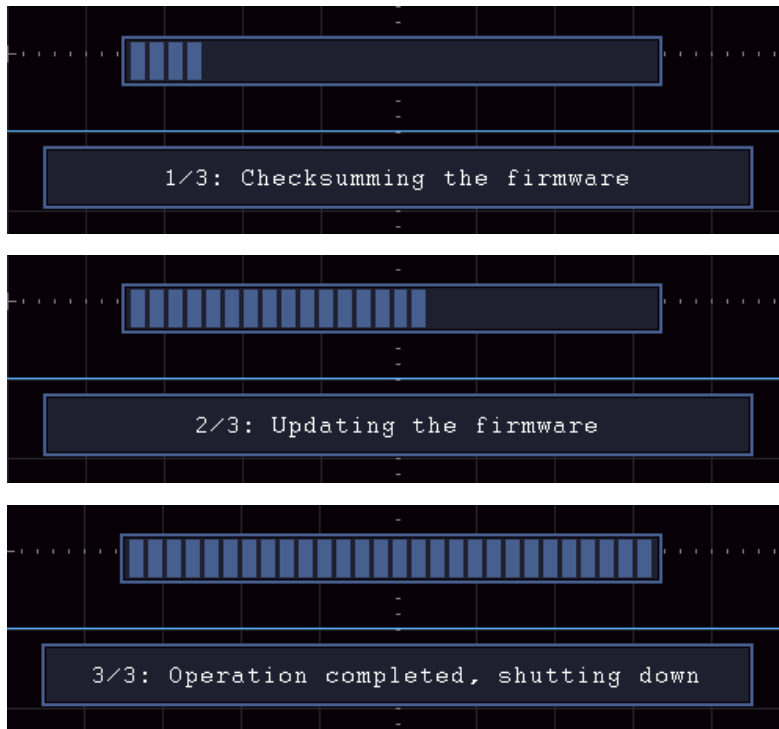 1/3: Checksumming the firmware
2/3: Updating the firmware
3/3: Operation completed, shutting down